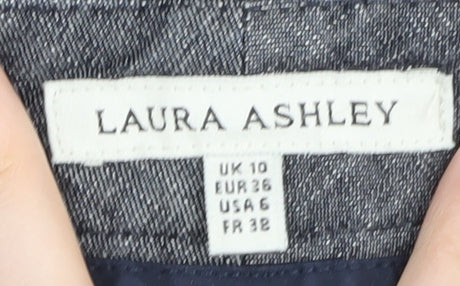 LAURA ASHLEY
UK 10
EUR 36
USA 6
FR 38